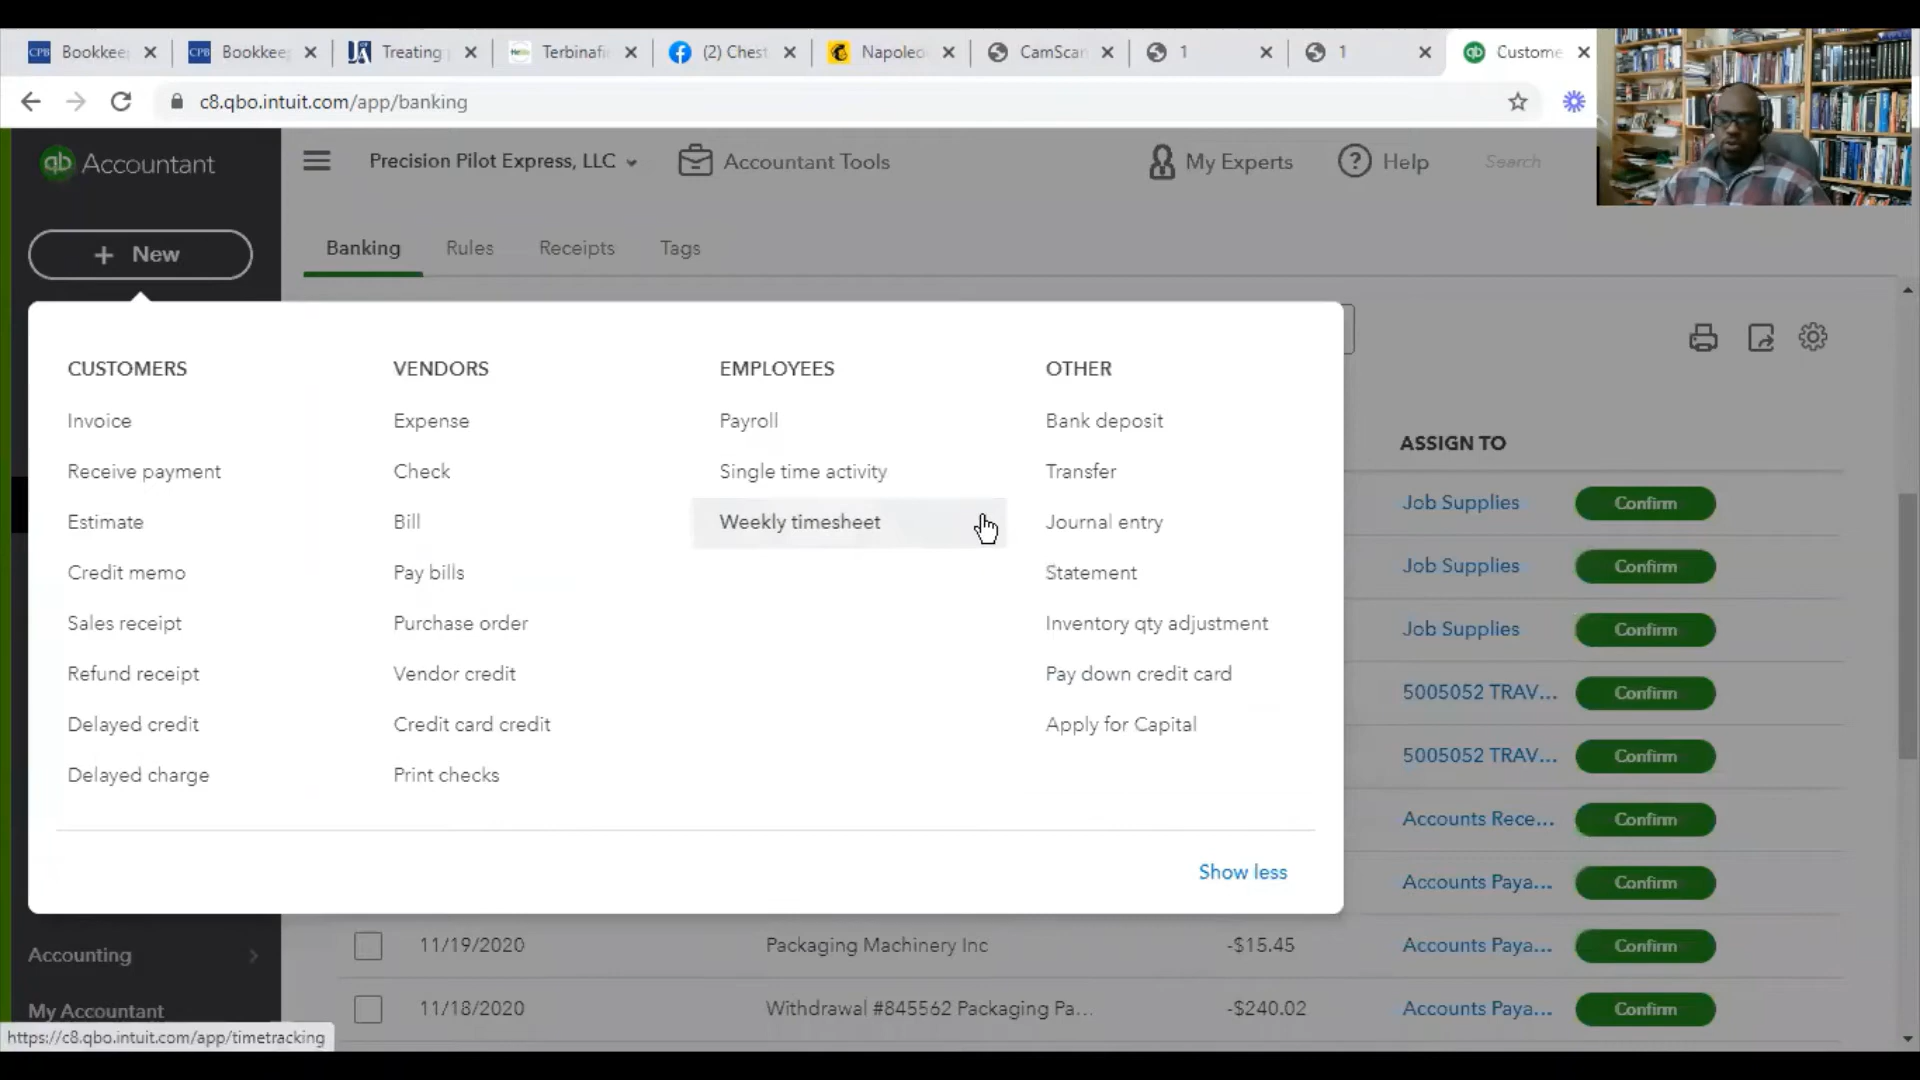 Bookkee
Bookkee
Treating
Terbinafi
(2) Chest
Napoleo
CamScan
1
1
Custome
c8.qbo.intuit.com/app/banking
qb Accountant
Precision Pilot Express, LLC
Accountant Tools
My Experts
Help
Search
+ New
Banking
Rules
Receipts
Tags
CUSTOMERS
Invoice
Receive payment
Estimate
Credit memo
Sales receipt
Refund receipt
Delayed credit
Delayed charge
VENDORS
Expense
Check
Bill
Pay bills
Purchase order
Vendor credit
Credit card credit
Print checks
EMPLOYEES
Payroll
Single time activity
Weekly timesheet
OTHER
Bank deposit
Transfer
Journal entry
Statement
Inventory qty adjustment
Pay down credit card
Apply for Capital
Show less
ASSIGN TO
Job Supplies Confirm
Job Supplies Confirm
Job Supplies Confirm
5005052 TRAV... Confirm
5005052 TRAV... Confirm
Accounts Rece... Confirm
Accounts Paya... Confirm
11/19/2020 Packaging Machinery Inc -$15.45 Accounts Paya... Confirm
11/18/2020 Withdrawal #845562 Packaging Pa... -$240.02 Accounts Paya... Confirm
Accounting
My Accountant
https://c8.qbo.intuit.com/app/timetracking